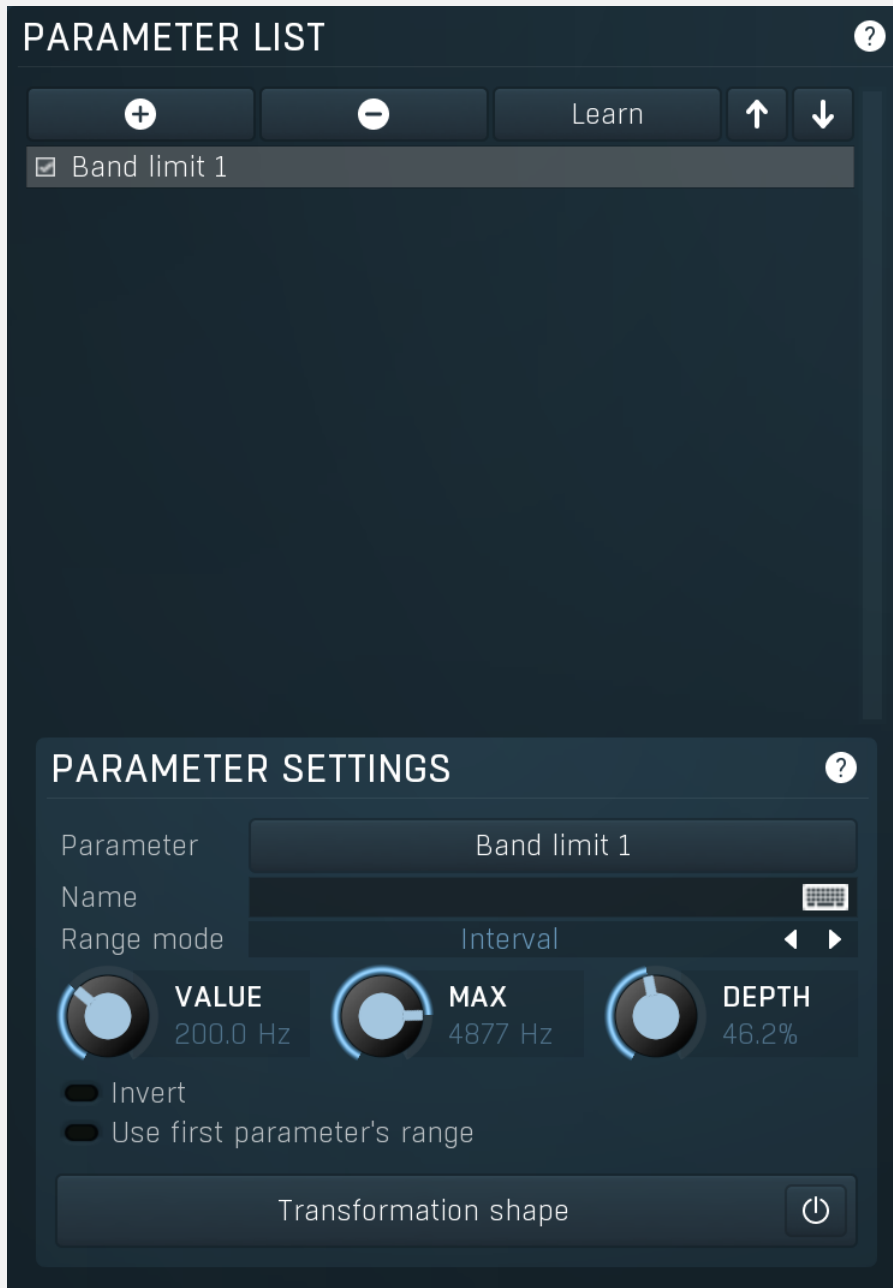 PARAMETER LIST ?
Learn
Band limit 1
PARAMETER SETTINGS ?
Parameter Band limit 1
Name
Range mode Interval
VALUE MAX DEPTH
200.0 Hz 4877 Hz 46.2%
Invert
Use first parameter's range
Transformation shape